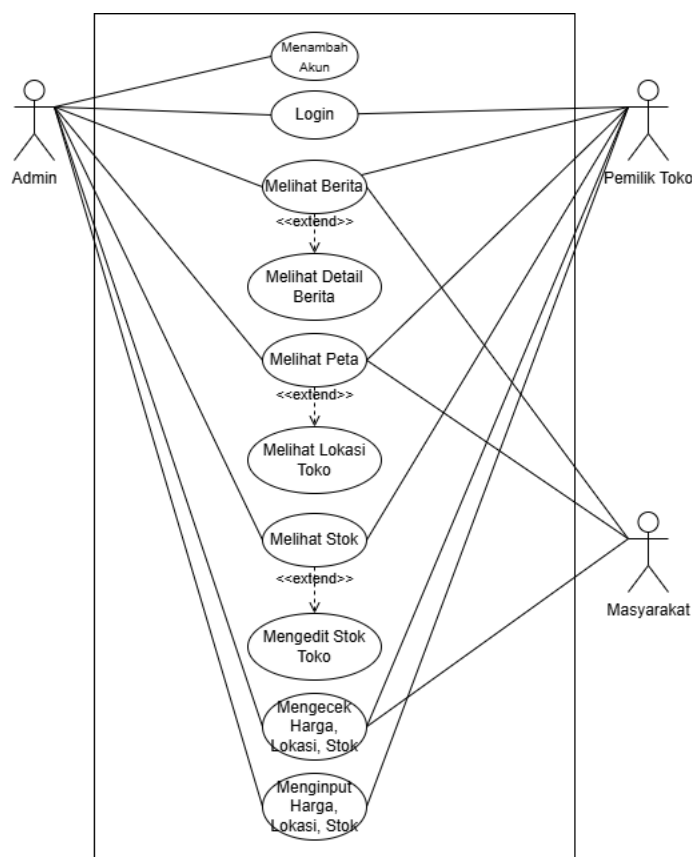 Menambah
Akun
Login
Admin
Pemilik Toko
Melihat Berita
<<extend>>
Melihat Detail
Berita
Melihat Peta
<<extend>>
Melihat Lokasi
Toko
Melihat Stok
<<extend>>
Masyarakat
Mengedit Stok
Toko
Mengecek
Harga,
Lokasi, Stok
Menginput
Harga,
Lokasi, Stok